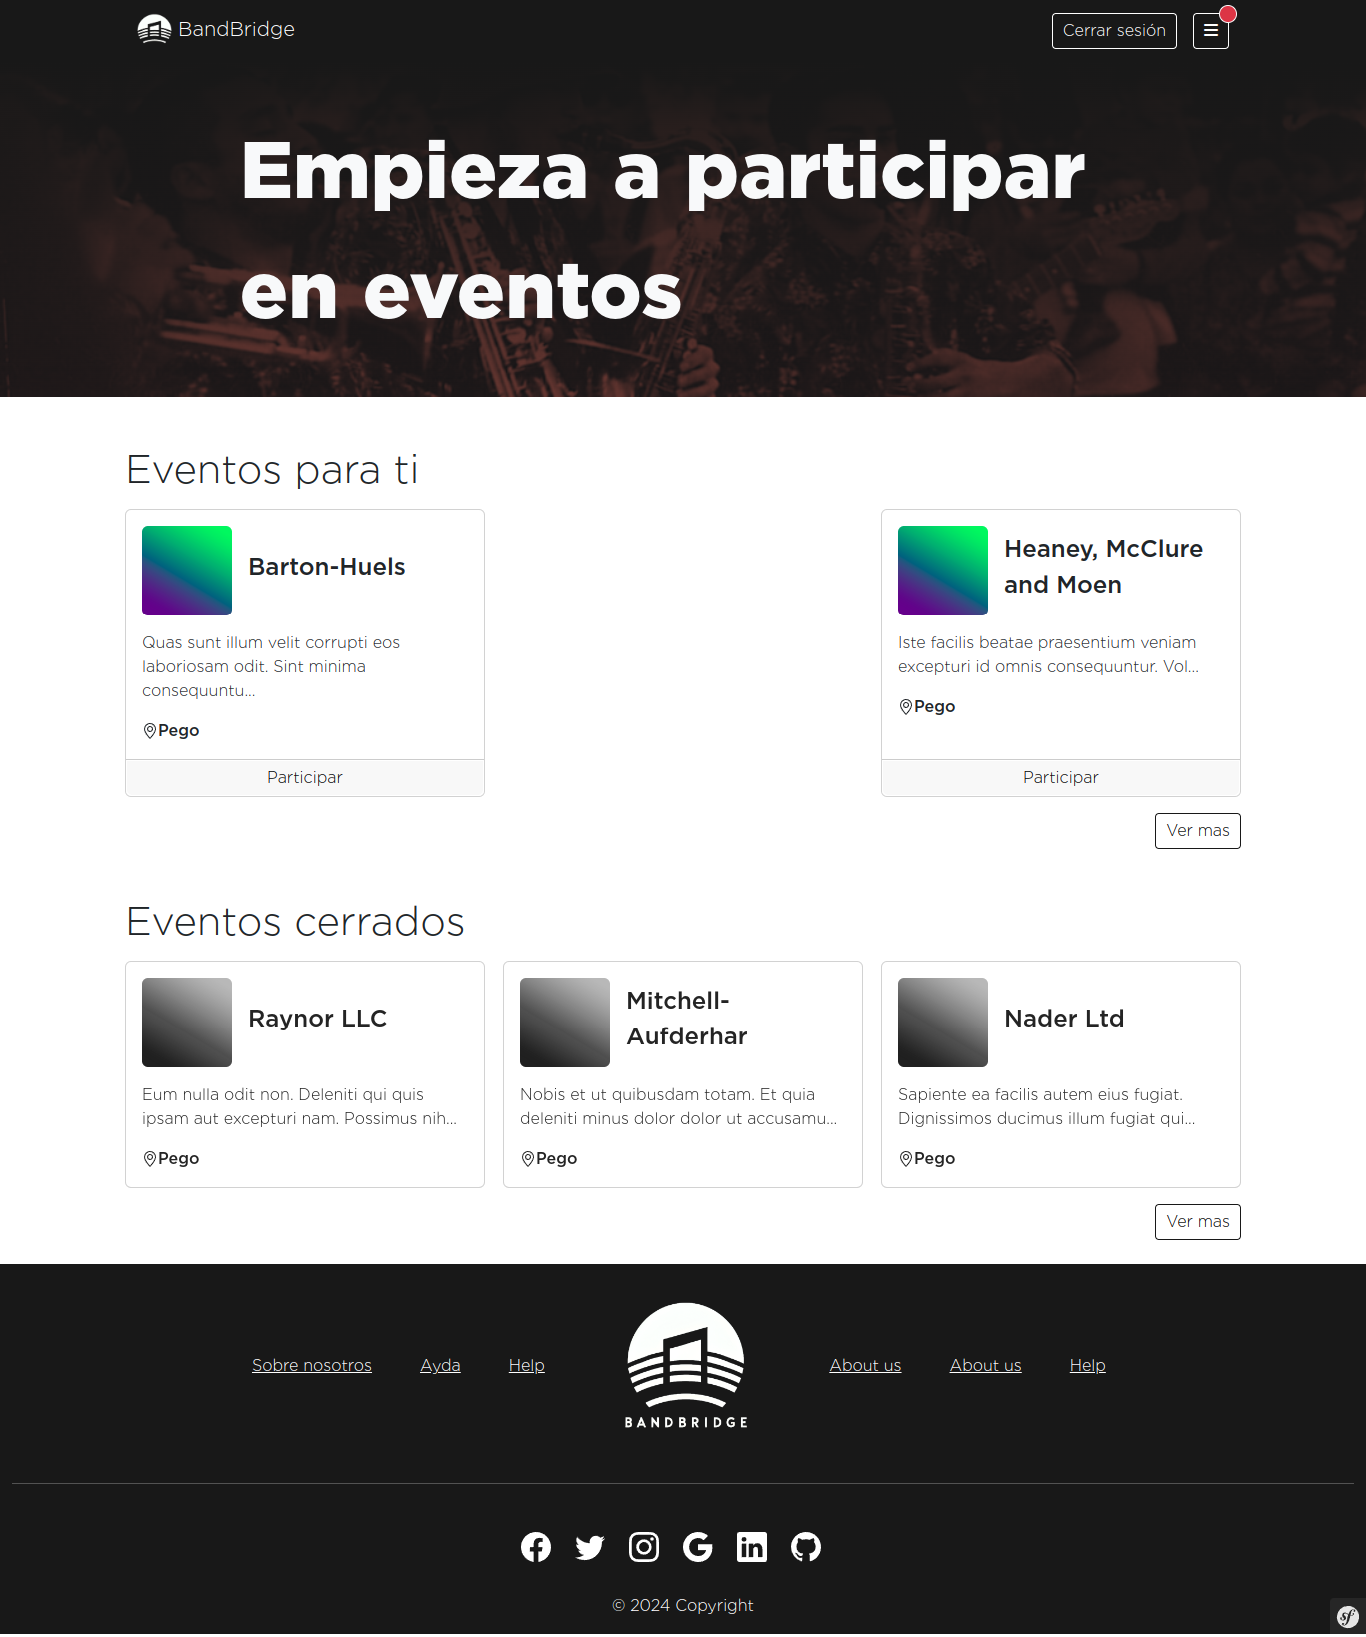 BandBridge
Cerrar sesión
Empieza a participar
en eventos
Eventos para ti
Barton-Huels
Quas sunt illum velit corrupti eos
laboriosam odit. Sint minima
consequuntu...
Pego
Participar
Heaney, McClure
and Moen
Iste facilis beatae praesentium veniam
excepturi id omnis consequuntur. Vol...
Pego
Participar
Ver mas
Eventos cerrados
Raynor LLC
Eum nulla odit non. Deleniti qui quis
ipsam aut excepturi nam. Possimus nih...
Pego
Mitchell-
Aufderhar
Nobis et ut quibusdam totam. Et quia
deleniti minus dolor dolor ut accusamu...
Pego
Nader Ltd
Sapiente ea facilis autem eius fugiat.
Dignissimos ducimus illum fugiat qui...
Pego
Ver mas
Sobre nosotros
Ayda
Help
BANDBRIDGE
About us
About us
Help
© 2024 Copyright
sf